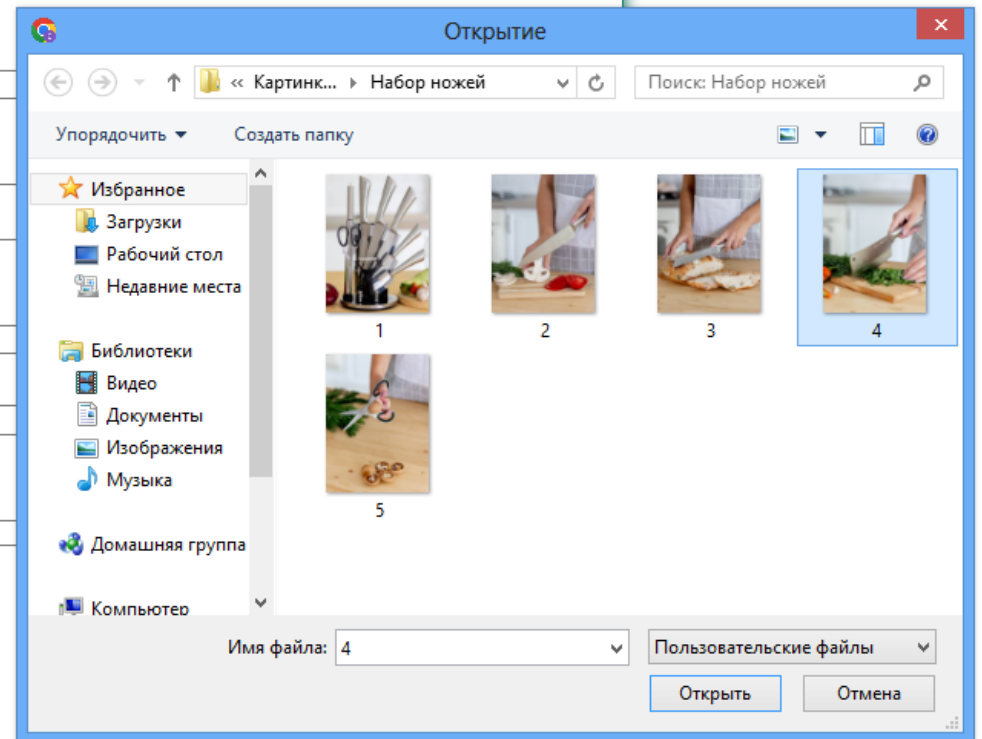 Открытие
« Картинк... Набор ножей
Поиск: Набор ножей
Упорядочить
Создать папку
Избранное
Загрузки
Рабочий стол
Недавние места
Библиотеки
Видео
Документы
Изображения
Музыка
Домашняя группа
Компьютер
1
2
3
4
5
Имя файла: 4
Пользовательские файлы
Открыть
Отмена